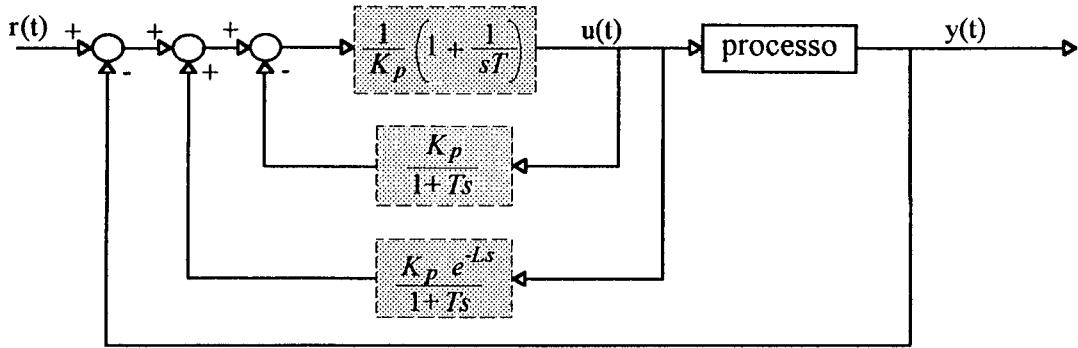 r(t) + + + 1/K_p (1 + 1/sT) u(t) processo y(t)
- + -
K_p / 1+ Ts
K_p e^-Ls / 1+ Ts